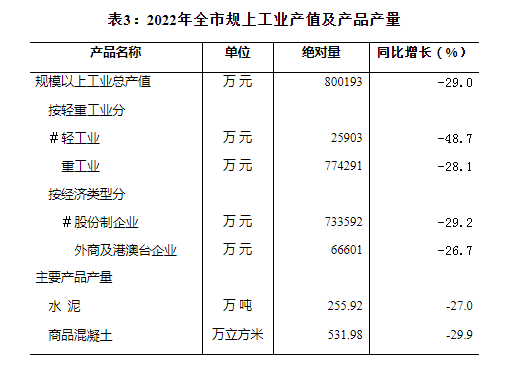 表3：2022年全市规上工业产值及产品产量
产品名称 单位 绝对量 同比增长（%）
规模以上工业总产值 万 元 800193 -29.0
按轻重工业分
＃轻工业 万 元 25903 -48.7
重工业 万 元 774291 -28.1
按经济类型分
＃股份制企业 万 元 733592 -29.2
外商及港澳台企业 万 元 66601 -26.7
主要产品产量
水 泥 万 吨 255.92 -27.0
商品混凝土 万立方米 531.98 -29.9